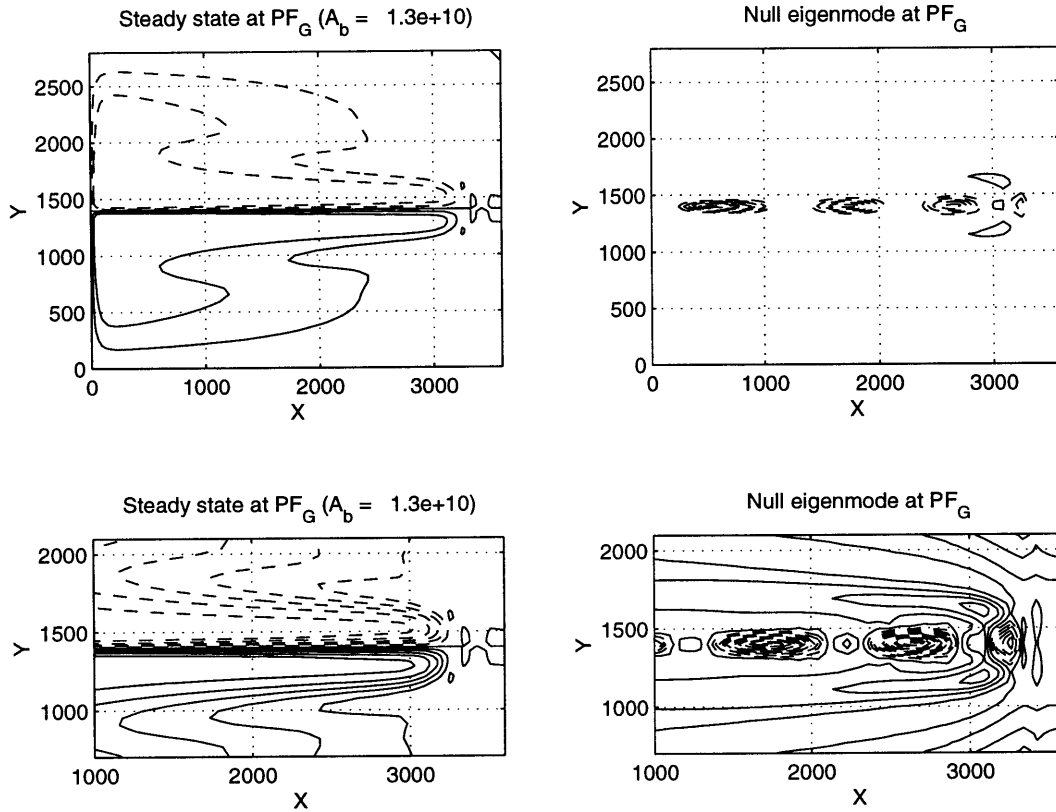 Steady state at PF_G (A_b = 1.3e+10)
Y
2500
2000
1500
1000
500
0
0 1000 2000 3000
X
Null eigenmode at PF_G
Y
2500
2000
1500
1000
500
0
0 1000 2000 3000
X
Steady state at PF_G (A_b = 1.3e+10)
Y
2000
1500
1000
1000 2000 3000
X
Null eigenmode at PF_G
Y
2000
1500
1000
1000 2000 3000
X